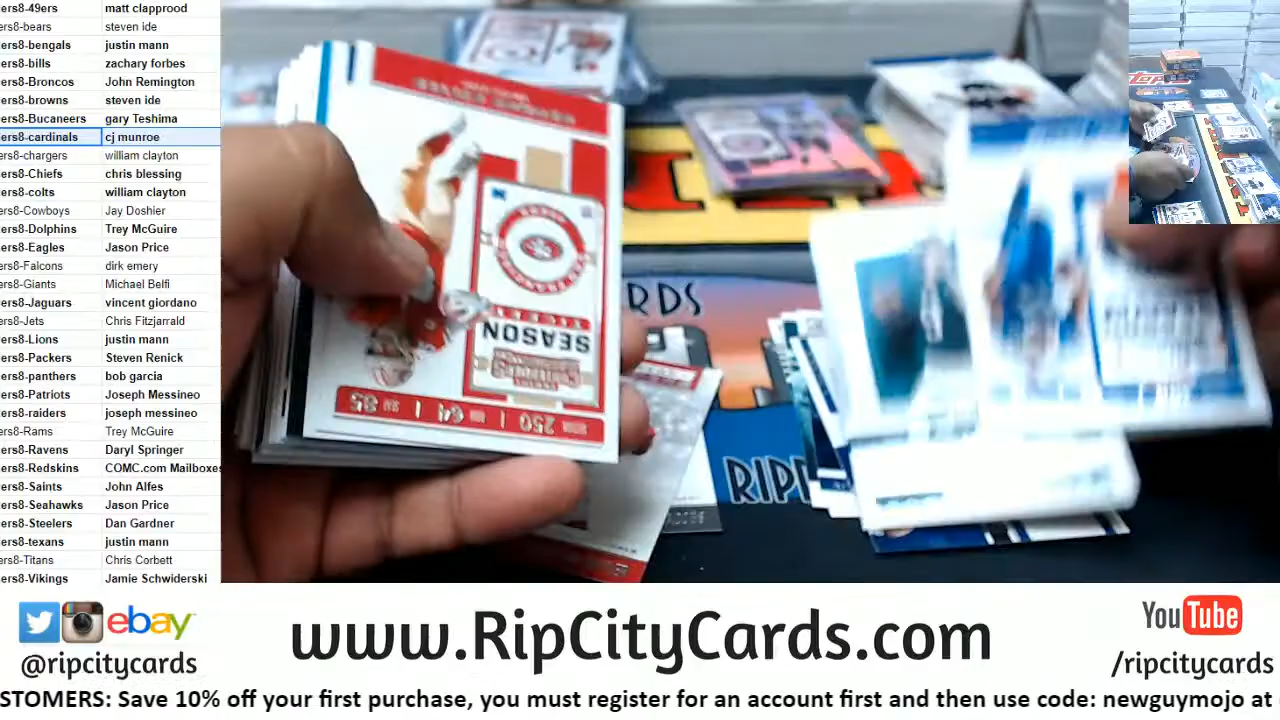 ers8-49ers matt clapprood
ers8-bears steven ide
ers8-bengals justin mann
ers8-bills zachary forbes
ers8-Broncos John Remington
ers8-browns steven ide
ers8-Bucaneers gary Teshima
ers8-cardinals cj munroe
ers8-chargers william clayton
ers8-Chiefs chris blessing
ers8-colts william clayton
ers8-Cowboys Jay Doshier
ers8-Dolphins Trey McGuire
ers8-Eagles Jason Price
ers8-Falcons dirk emery
ers8-Giants Michael Belfi
ers8-Jaguars vincent giordano
ers8-Jets Chris Fitzjarrald
ers8-Lions justin mann
ers8-Packers Steven Renick
ers8-panthers bob garcia
ers8-Patriots Joseph Messineo
ers8-raiders joseph messineo
ers8-Rams Trey McGuire
ers8-Ravens Daryl Springer
ers8-Redskins COMC.com Mailboxes
ers8-Saints John Alfes
ers8-Seahawks Jason Price
ers8-Steelers Dan Gardner
ers8-texans justin mann
ers8-Titans Chris Corbett
ers8-Vikings Jamie Schwiderski
SEASON
TICKET
250 64 85
RDS
RIPP
ebay
@ripcitycards
www.RipCityCards.com
YouTube
/ripcitycards
STOMERS: Save 10% off your first purchase, you must register for an account first and then use code: newguymojo at